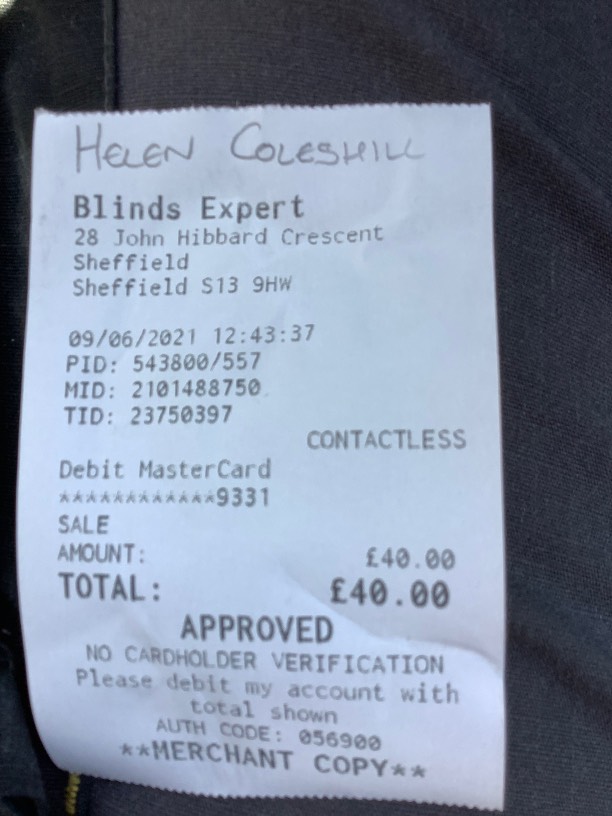 HELEN COLESHILL
Blinds Expert
28 John Hibbard Crescent
Sheffield
Sheffield S13 9HW
09/06/2021 12:43:37
PID: 543800/557
MID: 2101488750
TID: 23750397
CONTACTLESS
Debit MasterCard
************9331
SALE
AMOUNT: £40.00
TOTAL: £40.00
APPROVED
NO CARDHOLDER VERIFICATION
Please debit my account with
total shown
AUTH CODE: 056900
**MERCHANT COPY**